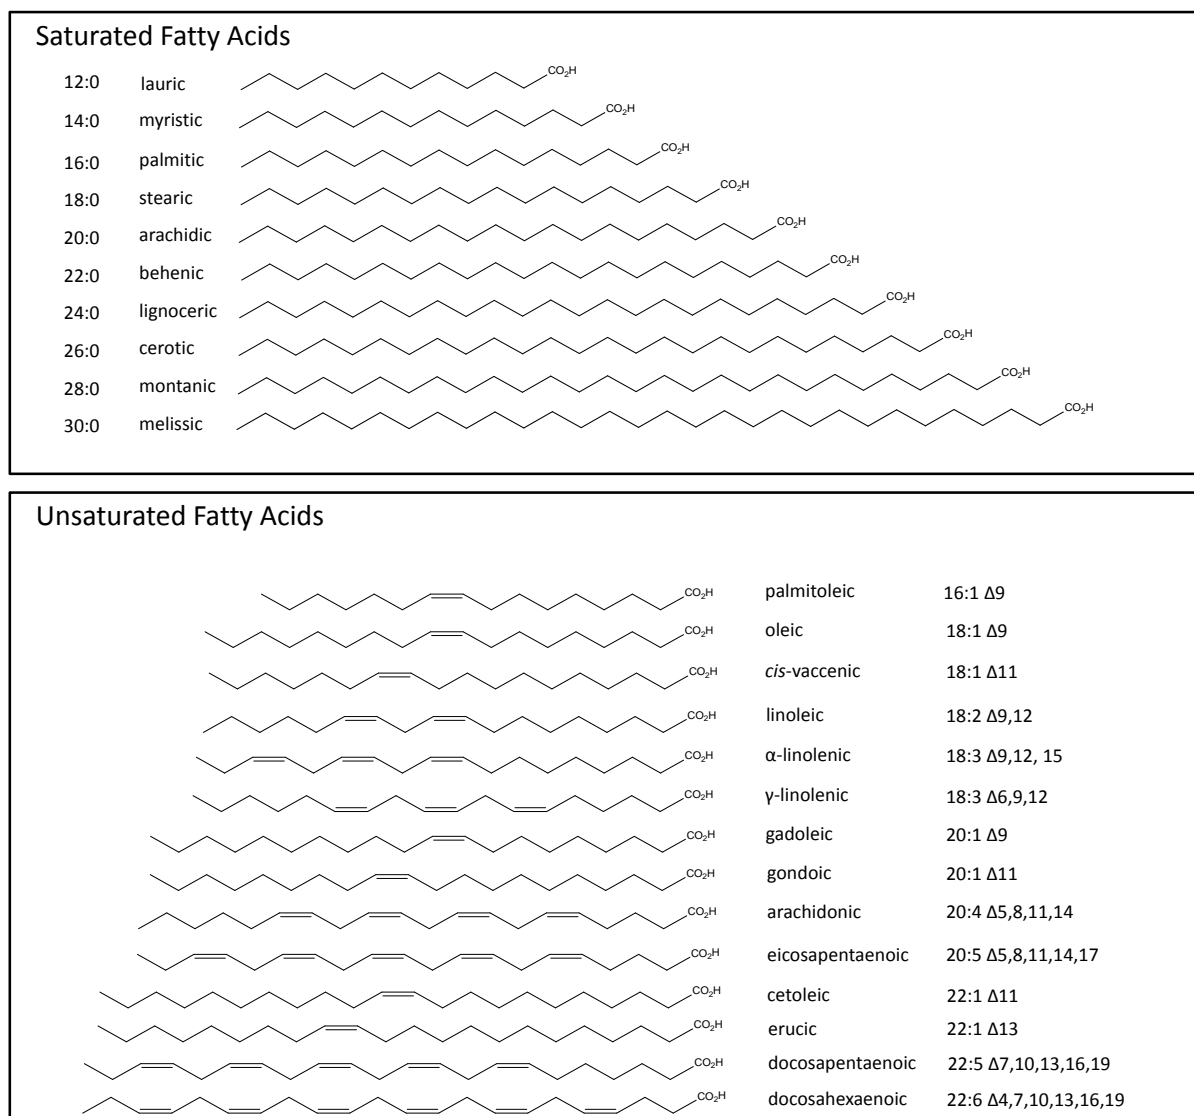 Saturated Fatty Acids
12:0 lauric CO2H
14:0 myristic CO2H
16:0 palmitic CO2H
18:0 stearic CO2H
20:0 arachidic CO2H
22:0 behenic CO2H
24:0 lignoceric CO2H
26:0 cerotic CO2H
28:0 montanic CO2H
30:0 melissic CO2H
Unsaturated Fatty Acids
CO2H palmitoleic 16:1 Δ9
CO2H oleic 18:1 Δ9
CO2H cis-vaccenic 18:1 Δ11
CO2H linoleic 18:2 Δ9,12
CO2H α-linolenic 18:3 Δ9,12, 15
CO2H γ-linolenic 18:3 Δ6,9,12
CO2H gadoleic 20:1 Δ9
CO2H gondoic 20:1 Δ11
CO2H arachidonic 20:4 Δ5,8,11,14
CO2H eicosapentaenoic 20:5 Δ5,8,11,14,17
CO2H cetoleic 22:1 Δ11
CO2H erucic 22:1 Δ13
CO2H docosapentaenoic 22:5 Δ7,10,13,16,19
CO2H docosahexaenoic 22:6 Δ4,7,10,13,16,19